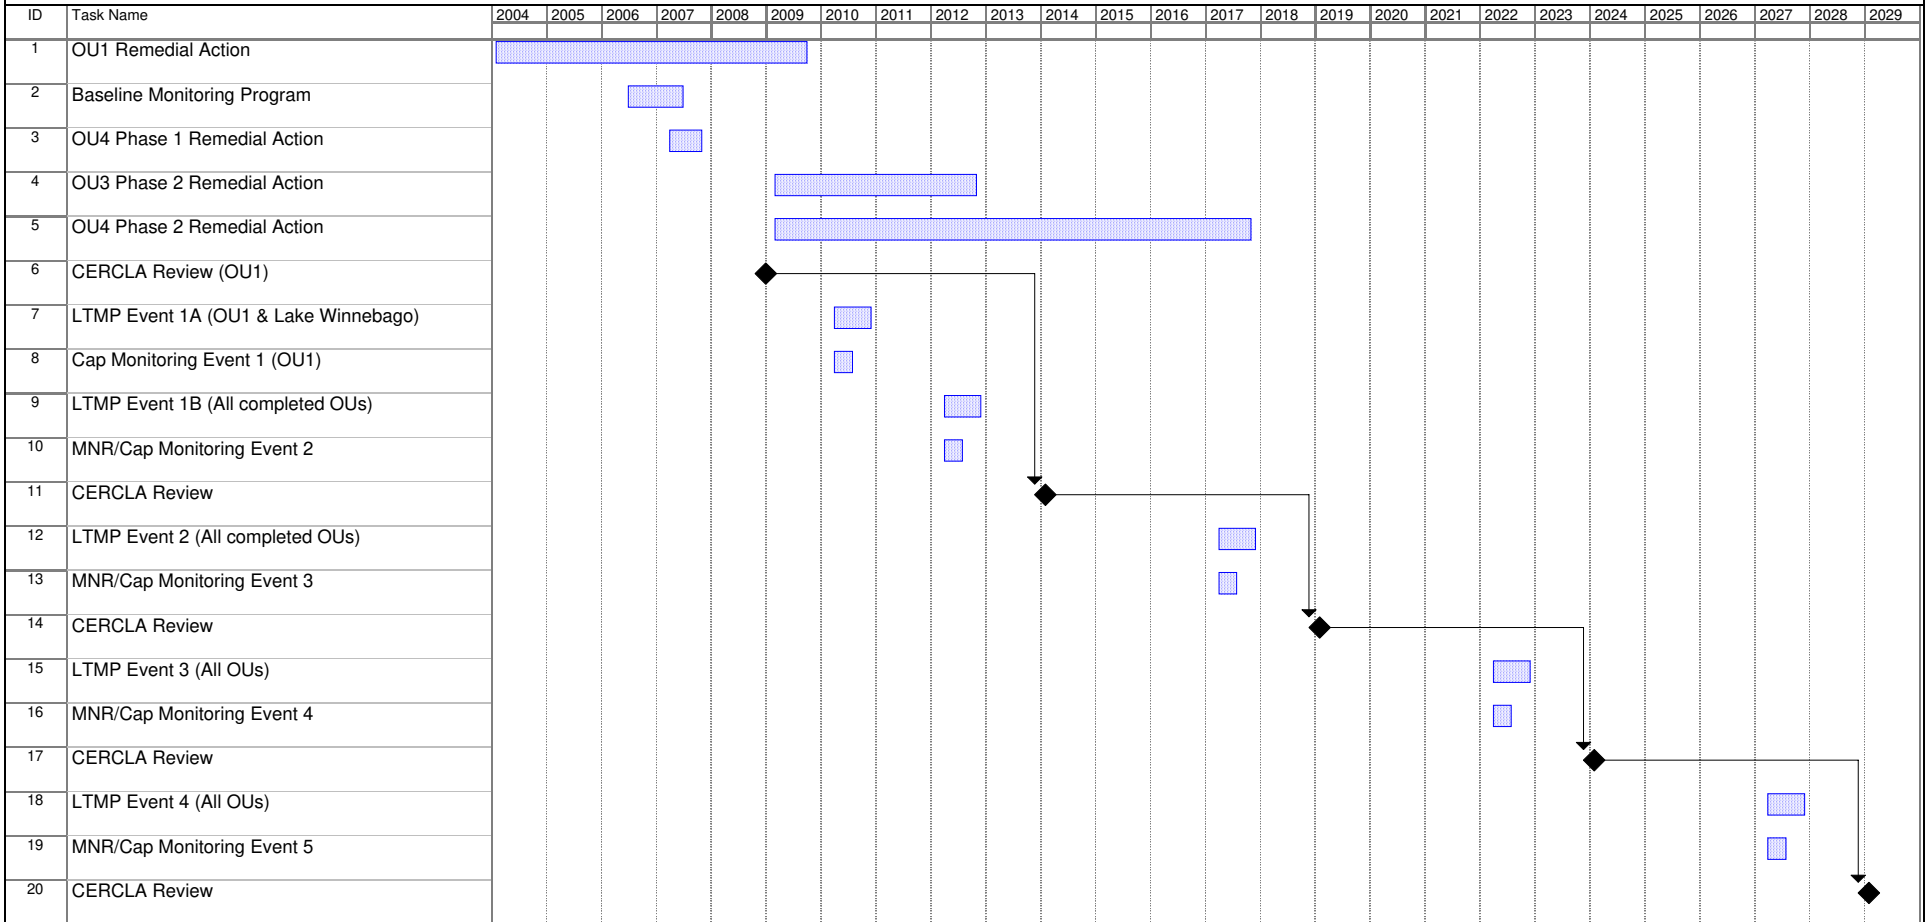 ID Task Name 2004 2005 2006 2007 2008 2009 2010 2011 2012 2013 2014 2015 2016 2017 2018 2019 2020 2021 2022 2023 2024 2025 2026 2027 2028 2029
1 OU1 Remedial Action
2 Baseline Monitoring Program
3 OU4 Phase 1 Remedial Action
4 OU3 Phase 2 Remedial Action
5 OU4 Phase 2 Remedial Action
6 CERCLA Review (OU1)
7 LTMP Event 1A (OU1 & Lake Winnebago)
8 Cap Monitoring Event 1 (OU1)
9 LTMP Event 1B (All completed OUs)
10 MNR/Cap Monitoring Event 2
11 CERCLA Review
12 LTMP Event 2 (All completed OUs)
13 MNR/Cap Monitoring Event 3
14 CERCLA Review
15 LTMP Event 3 (All OUs)
16 MNR/Cap Monitoring Event 4
17 CERCLA Review
18 LTMP Event 4 (All OUs)
19 MNR/Cap Monitoring Event 5
20 CERCLA Review